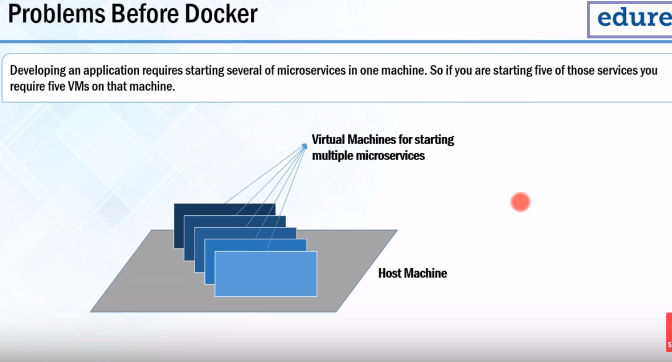 Problems Before Docker
edure
Developing an application requires starting several of microservices in one machine. So if you are starting five of those services you
require five VMs on that machine.
Virtual Machines for starting
multiple microservices
Host Machine